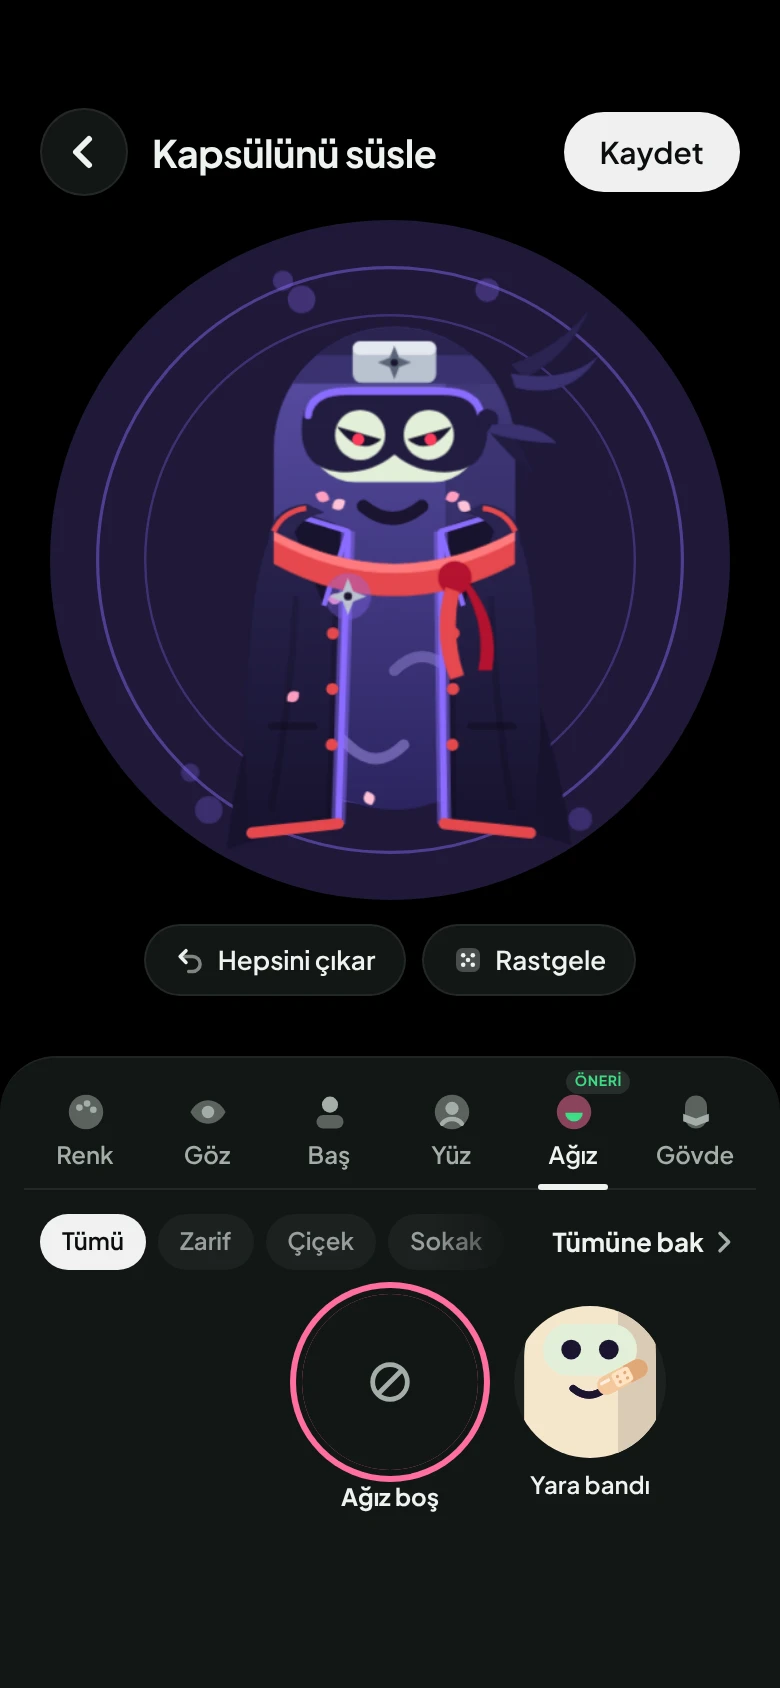 Kapsülünü süsle
Kaydet
Hepsini çıkar
Rastgele
ÖNERİ
Renk
Göz
Baş
Yüz
Ağız
Gövde
Tümü
Zarif
Çiçek
Sokak
Tümüne bak
Ağız boş
Yara bandı